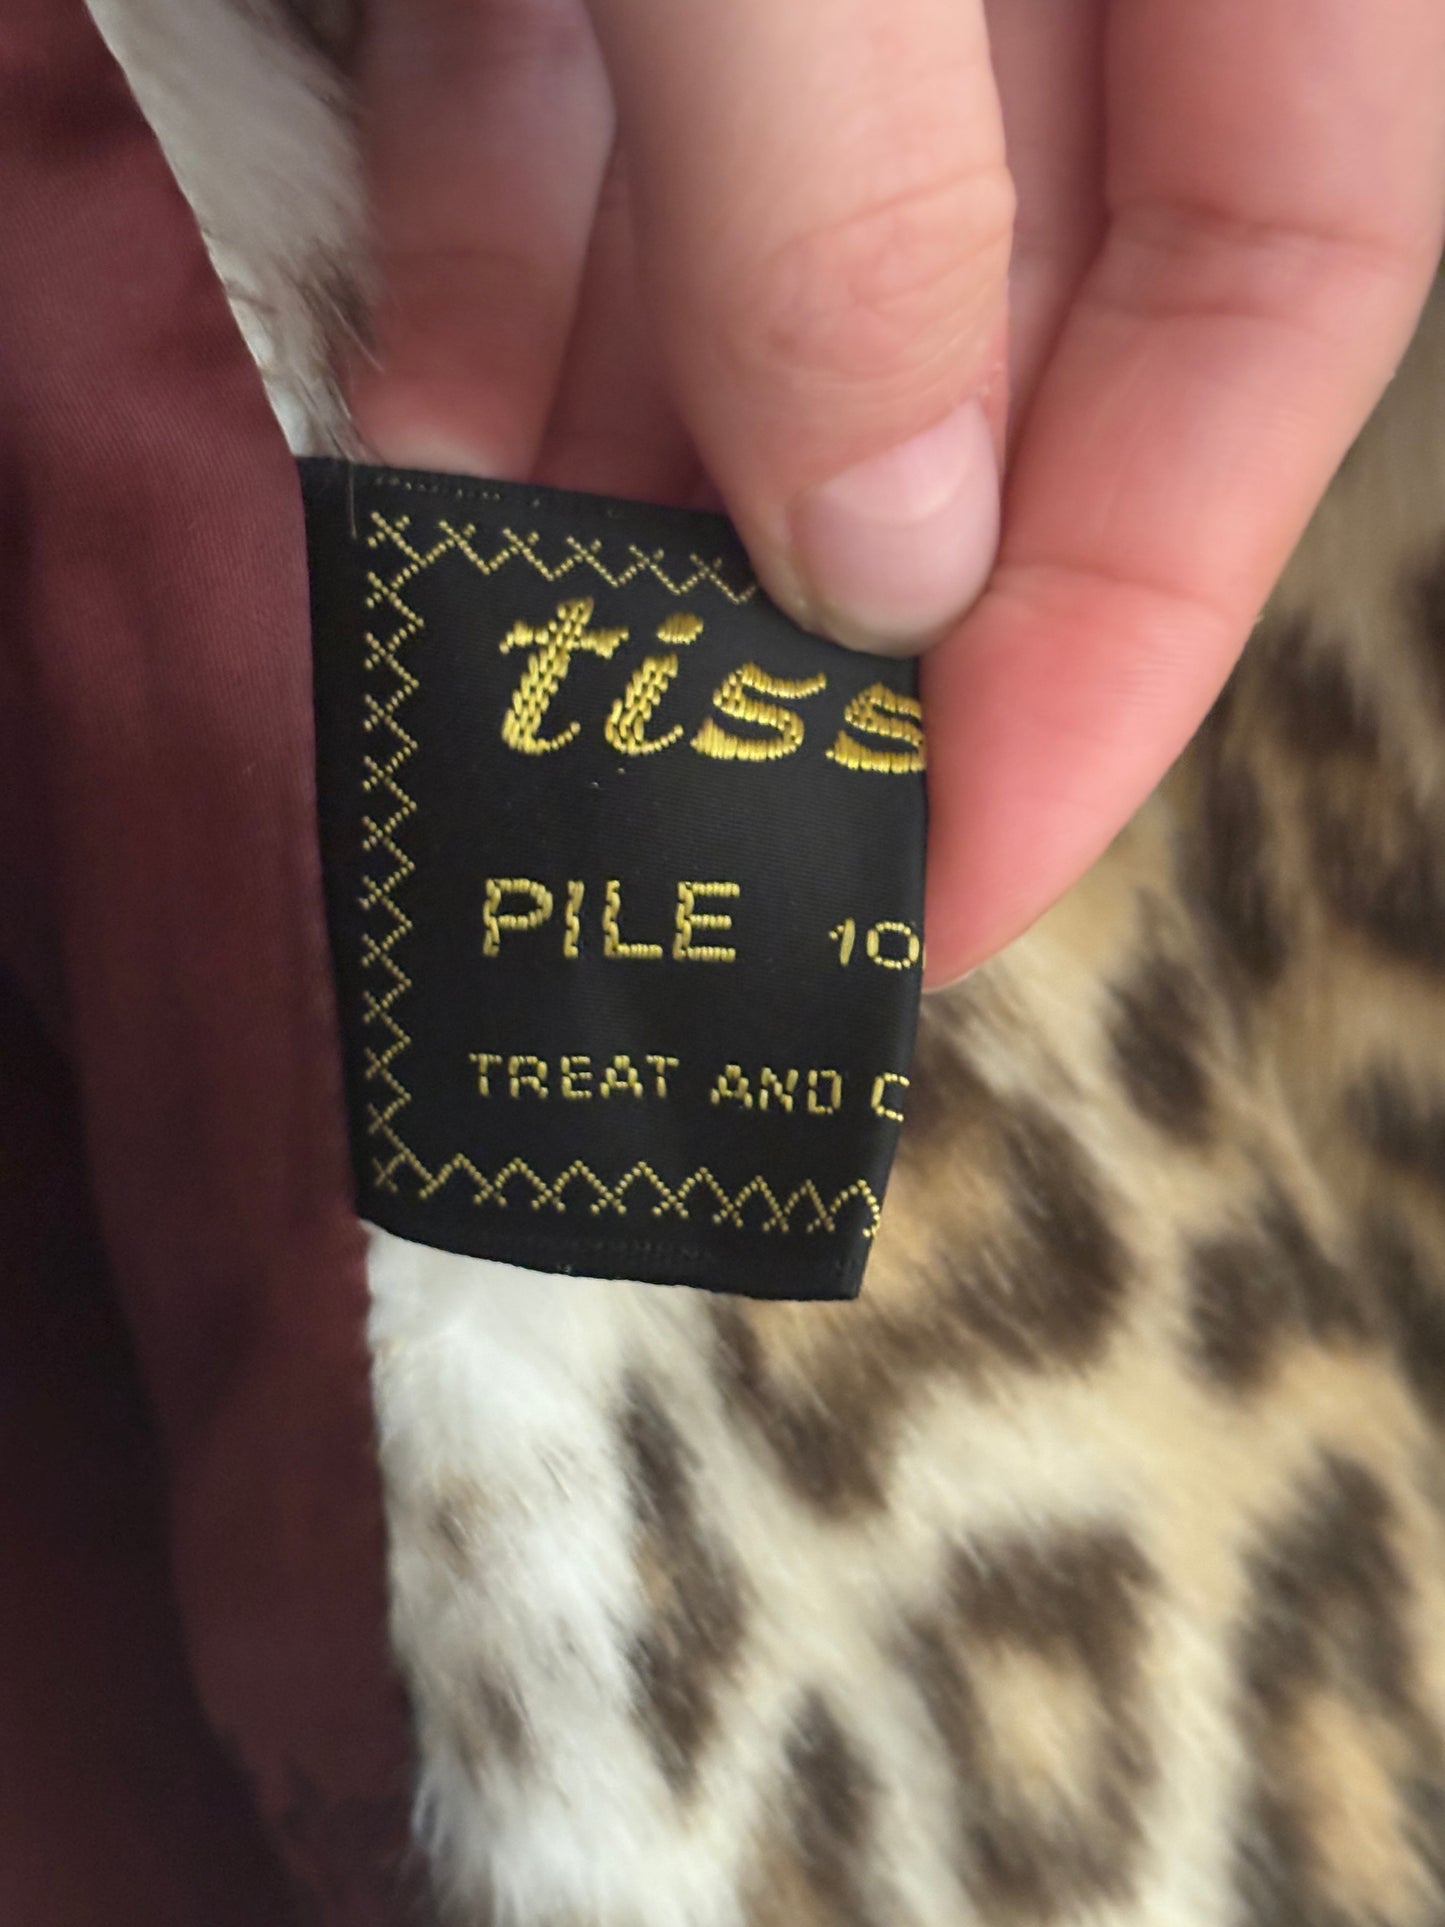 tiss
PILE 10
TREAT AND C